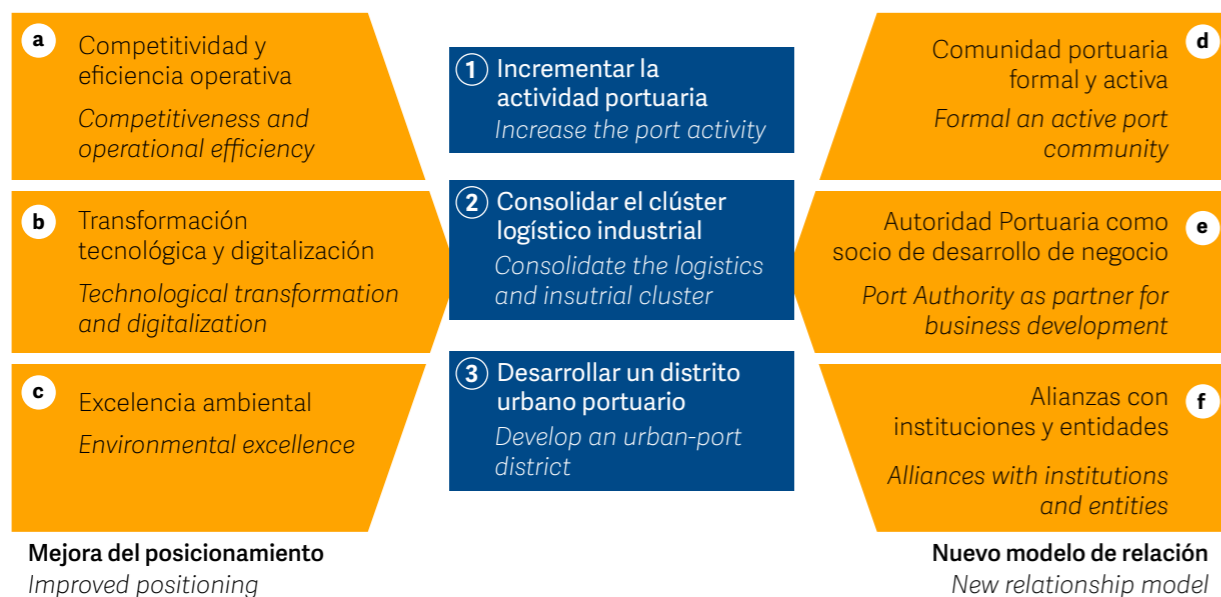 a
Competitividad y
eficiencia operativa
Competitiveness and
operational efficiency
b
Transformación
tecnológica y digitalización
Technological transformation
and digitalization
c
Excelencia ambiental
Environmental excellence
Mejora del posicionamiento
Improved positioning
1 Incrementar la
actividad portuaria
Increase the port activity
2 Consolidar el clúster
logístico industrial
Consolidate the logistics
and insutrial cluster
3 Desarrollar un distrito
urbano portuario
Develop an urban-port
district
d
Comunidad portuaria
formal y activa
Formal an active port
community
e
Autoridad Portuaria como
socio de desarrollo de negocio
Port Authority as partner for
business development
f
Alianzas con
instituciones y entidades
Alliances with institutions
and entities
Nuevo modelo de relación
New relationship model